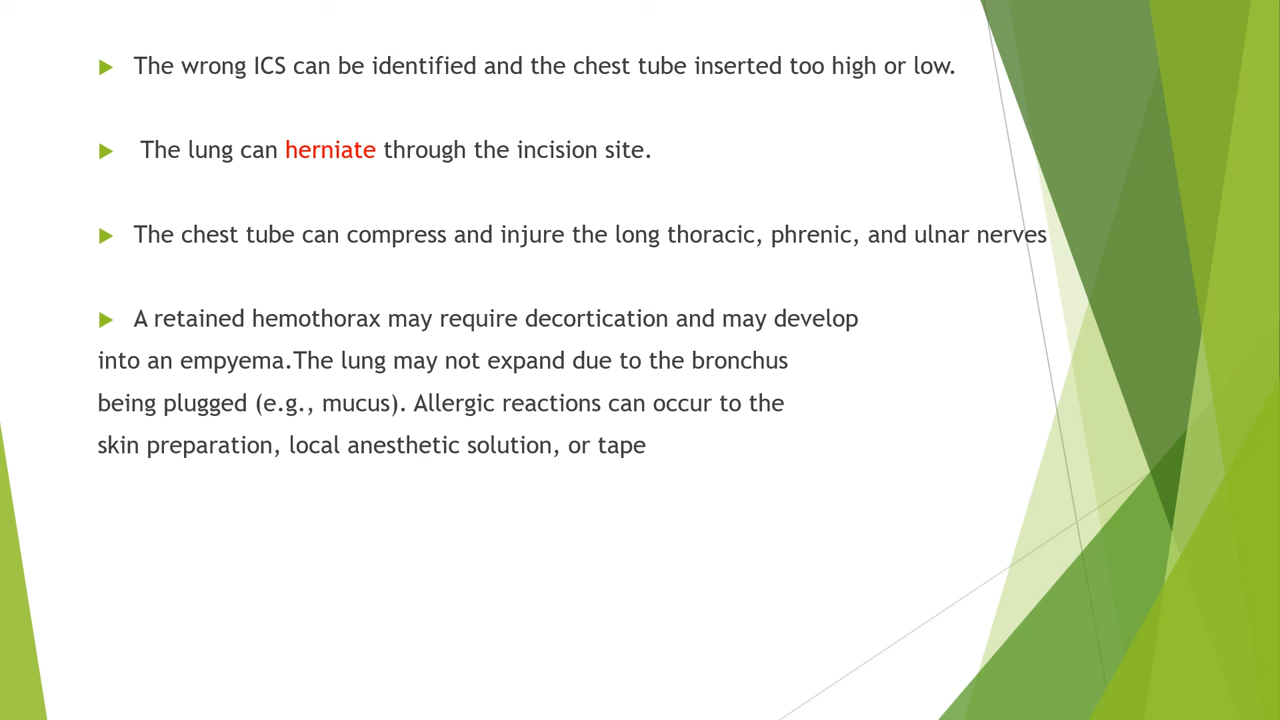 The wrong ICS can be identified and the chest tube inserted too high or low.
The lung can herniate through the incision site.
The chest tube can compress and injure the long thoracic, phrenic, and ulnar nerves
A retained hemothorax may require decortication and may develop
into an empyema.The lung may not expand due to the bronchus
being plugged (e.g., mucus). Allergic reactions can occur to the
skin preparation, local anesthetic solution, or tape